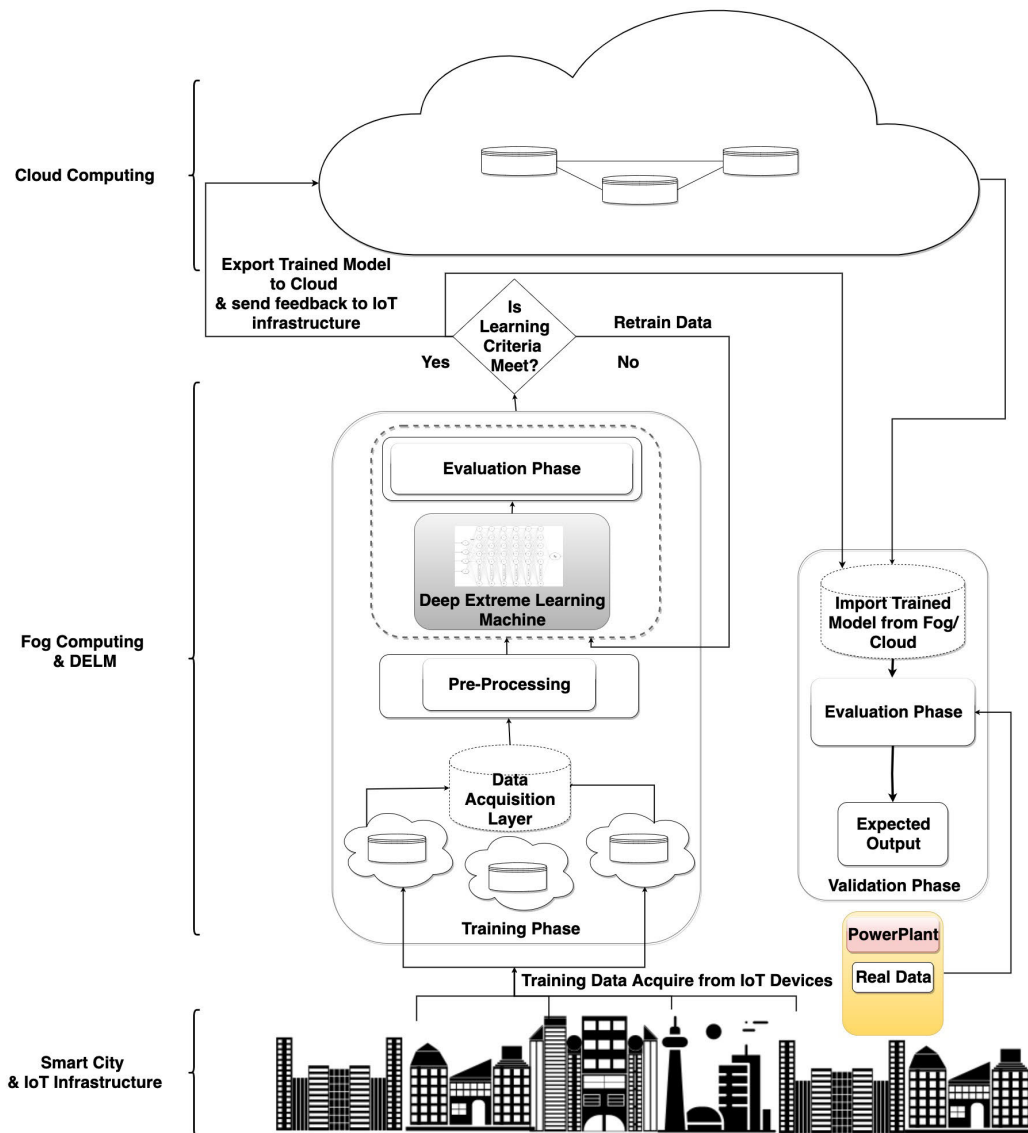 Cloud Computing
Export Trained Model
to Cloud
& send feedback to IoT
infrastructure
Is
Learning
Criteria
Meet?
Retrain Data
Yes
No
Evaluation Phase
Deep Extreme Learning
Machine
Fog Computing
& DELM
Pre-Processing
Data
Acquisition
Layer
Training Phase
Import Trained
Model from Fog/
Cloud
Evaluation Phase
Expected
Output
Validation Phase
PowerPlant
Real Data
Training Data Acquire from IoT Devices
Smart City
& IoT Infrastructure